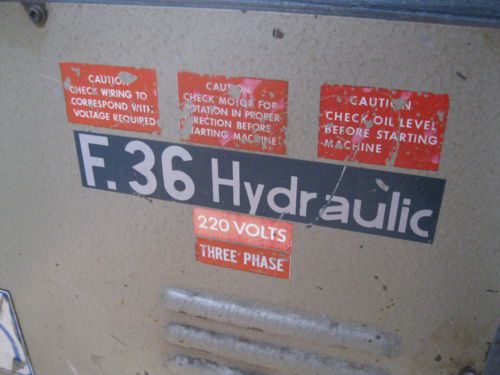 CAUTION
CHECK WIRING TO
CORRESPOND WITH
VOLTAGE REQUIRED
CAUTION
CHECK MOTOR FOR
ROTATION IN PROPER
DIRECTION BEFORE
STARTING MACHINE
CAUTION
CHECK OIL LEVEL
BEFORE STARTING
MACHINE
F.36 Hydraulic
220 VOLTS
THREE PHASE